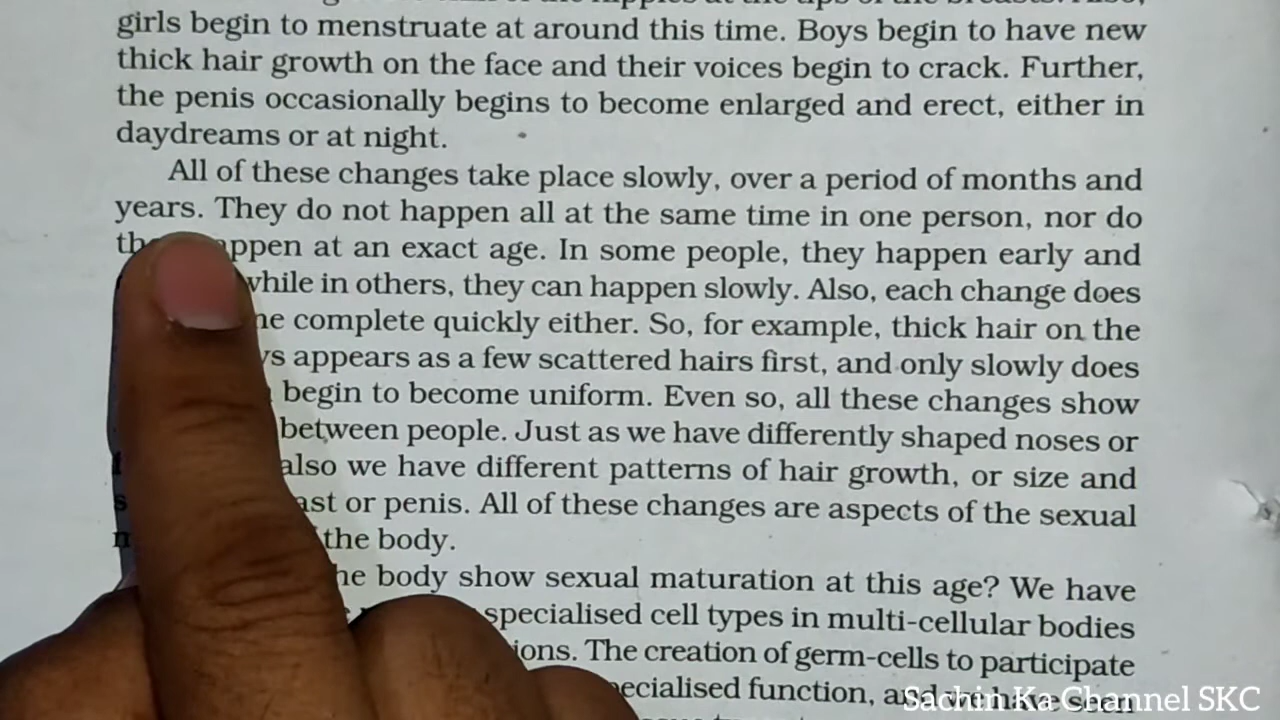 girls begin to menstruate at around this time. Boys begin to have new
thick hair growth on the face and their voices begin to crack. Further,
the penis occasionally begins to become enlarged and erect, either in
daydreams or at night.
All of these changes take place slowly, over a period of months and
years. They do not happen all at the same time in one person, nor do
happen at an exact age. In some people, they happen early and
while in others, they can happen slowly. Also, each change does
complete quickly either. So, for example, thick hair on the
appears as a few scattered hairs first, and only slowly does
begin to become uniform. Even so, all these changes show
between people. Just as we have differently shaped noses or
also we have different patterns of hair growth, or size and
or penis. All of these changes are aspects of the sexual
the body.
body show sexual maturation at this age? We have
specialised cell types in multi-cellular bodies
The creation of germ-cells to participate
specialised function, and we have seen
Sachin Ka Channel SKC